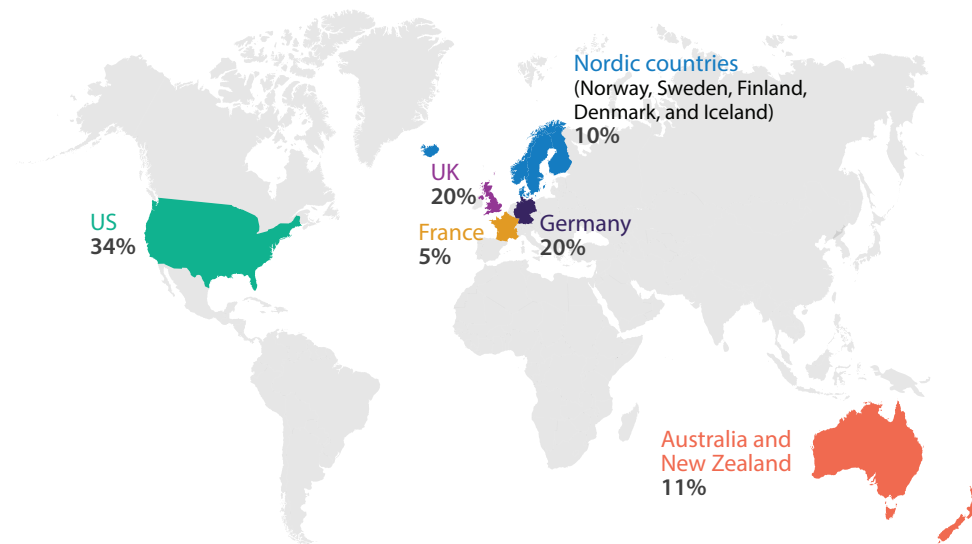 Nordic countries
(Norway, Sweden, Finland,
Denmark, and Iceland)
10%
UK
20%
US
34%
France
5%
Germany
20%
Australia and
New Zealand
11%